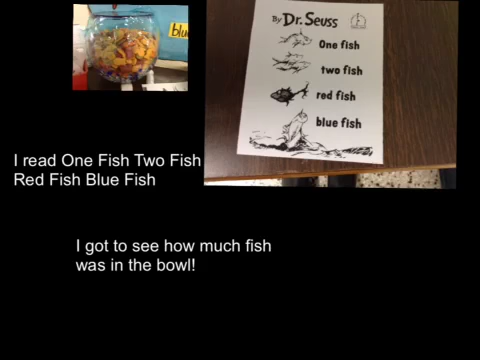 blu
By Dr. Seuss
One fish
two fish
red fish
blue fish
I read One Fish Two Fish
Red Fish Blue Fish
I got to see how much fish
was in the bowl!